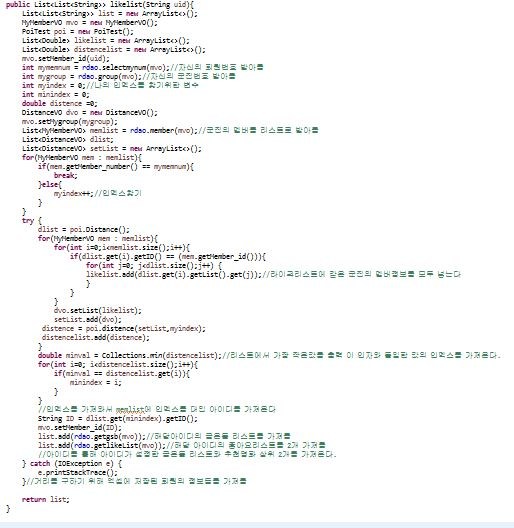 public List<List<String>> likelist(String uid){
List<List<String>> list = new ArrayList<>();
MyMemberVO mvo = new MyMemberVO();
PoiTest poi = new PoiTest();
List<Double> likelist = new ArrayList<>();
List<Double> distencelist = new ArrayList<>();
mvo.setMember_id(uid);
int mymemnum = rdao.selectmynum(mvo);//자신의 회원번호 받아옴
int mygroup = rdao.group(mvo);//자신의 군집번호 받아옴
int myindex = 0;//나의 인덱스를 찾기위한 변수
int minindex = 0;
double distence =0;
DistanceVO dvo = new DistanceVO();
mvo.setMygroup(mygroup);
List<MyMemberVO> memlist = rdao.member(mvo);//군집의 멤버를 리스트로 받아옴
List<DistanceVO> dlist;
List<DistanceVO> setList = new ArrayList<>();
for(MyMemberVO mem : memlist){
if(mem.getMember_number() == mymemnum){
break;
}else{
myindex++;//인덱스찾기
}
}
try {
dlist = poi.Distance();
for(MyMemberVO mem : memlist){
for(int i=0;i<memlist.size();i++){
if(dlist.get(i).getID() == (mem.getMember_id())){
for(int j=0; j<dlist.size();j++) {
likelist.add(dlist.get(i).getList().get(j));//라이크리스트에 같은 군집의 멤버정보를 모두 넣는다
}
}
}
dvo.setList(likelist);
setList.add(dvo);
distence = poi.distence(setList,myindex);
distencelist.add(distence);
}
double minval = Collections.min(distencelist);//리스트에서 가장 작은값을 출력 이 인자와 동일한 값의 인덱스를 가져온다.
for(int i=0; i<distencelist.size();i++){
if(minval == distencelist.get(i)){
minindex = i;
}
}
//인덱스를 가져와서 memlist에 인덱스를 대입 아이디를 가져온다
String ID = dlist.get(minindex).getID();
mvo.setMember_id(ID);
list.add(rdao.getgsb(mvo));//해당아이디의 글은돌 리스트를 가져옴
list.add(rdao.getlikeList(mvo));//해당 아이디의 좋아요리스트를 2개 가져옴
//아이디를 통해 아이디가 설정한 글은돌 리스트와 추천영화 상위 2개를 가져온다.
} catch (IOException e) {
e.printStackTrace();
}//거리를 구하기 위해 엑셀에 저장된 회원의 정보들을 가져옴
return list;
}